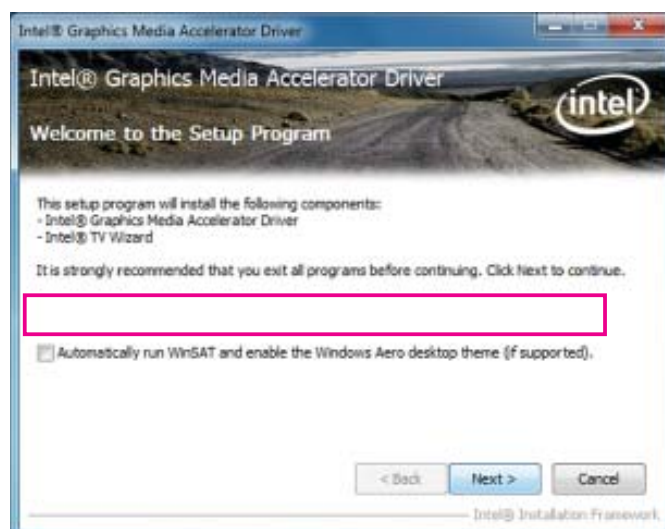 Intel® Graphics Media Accelerator Driver
Intel® Graphics Media Accelerator Driver
intel
Welcome to the Setup Program
This setup program will install the following components:
- Intel® Graphics Media Accelerator Driver
- Intel® TV Wizard
It is strongly recommended that you exit all programs before continuing. Click Next to continue.
Automatically run WinSAT and enable the Windows Aero desktop theme (if supported).
< Back Next > Cancel
Intel® Installation Framework